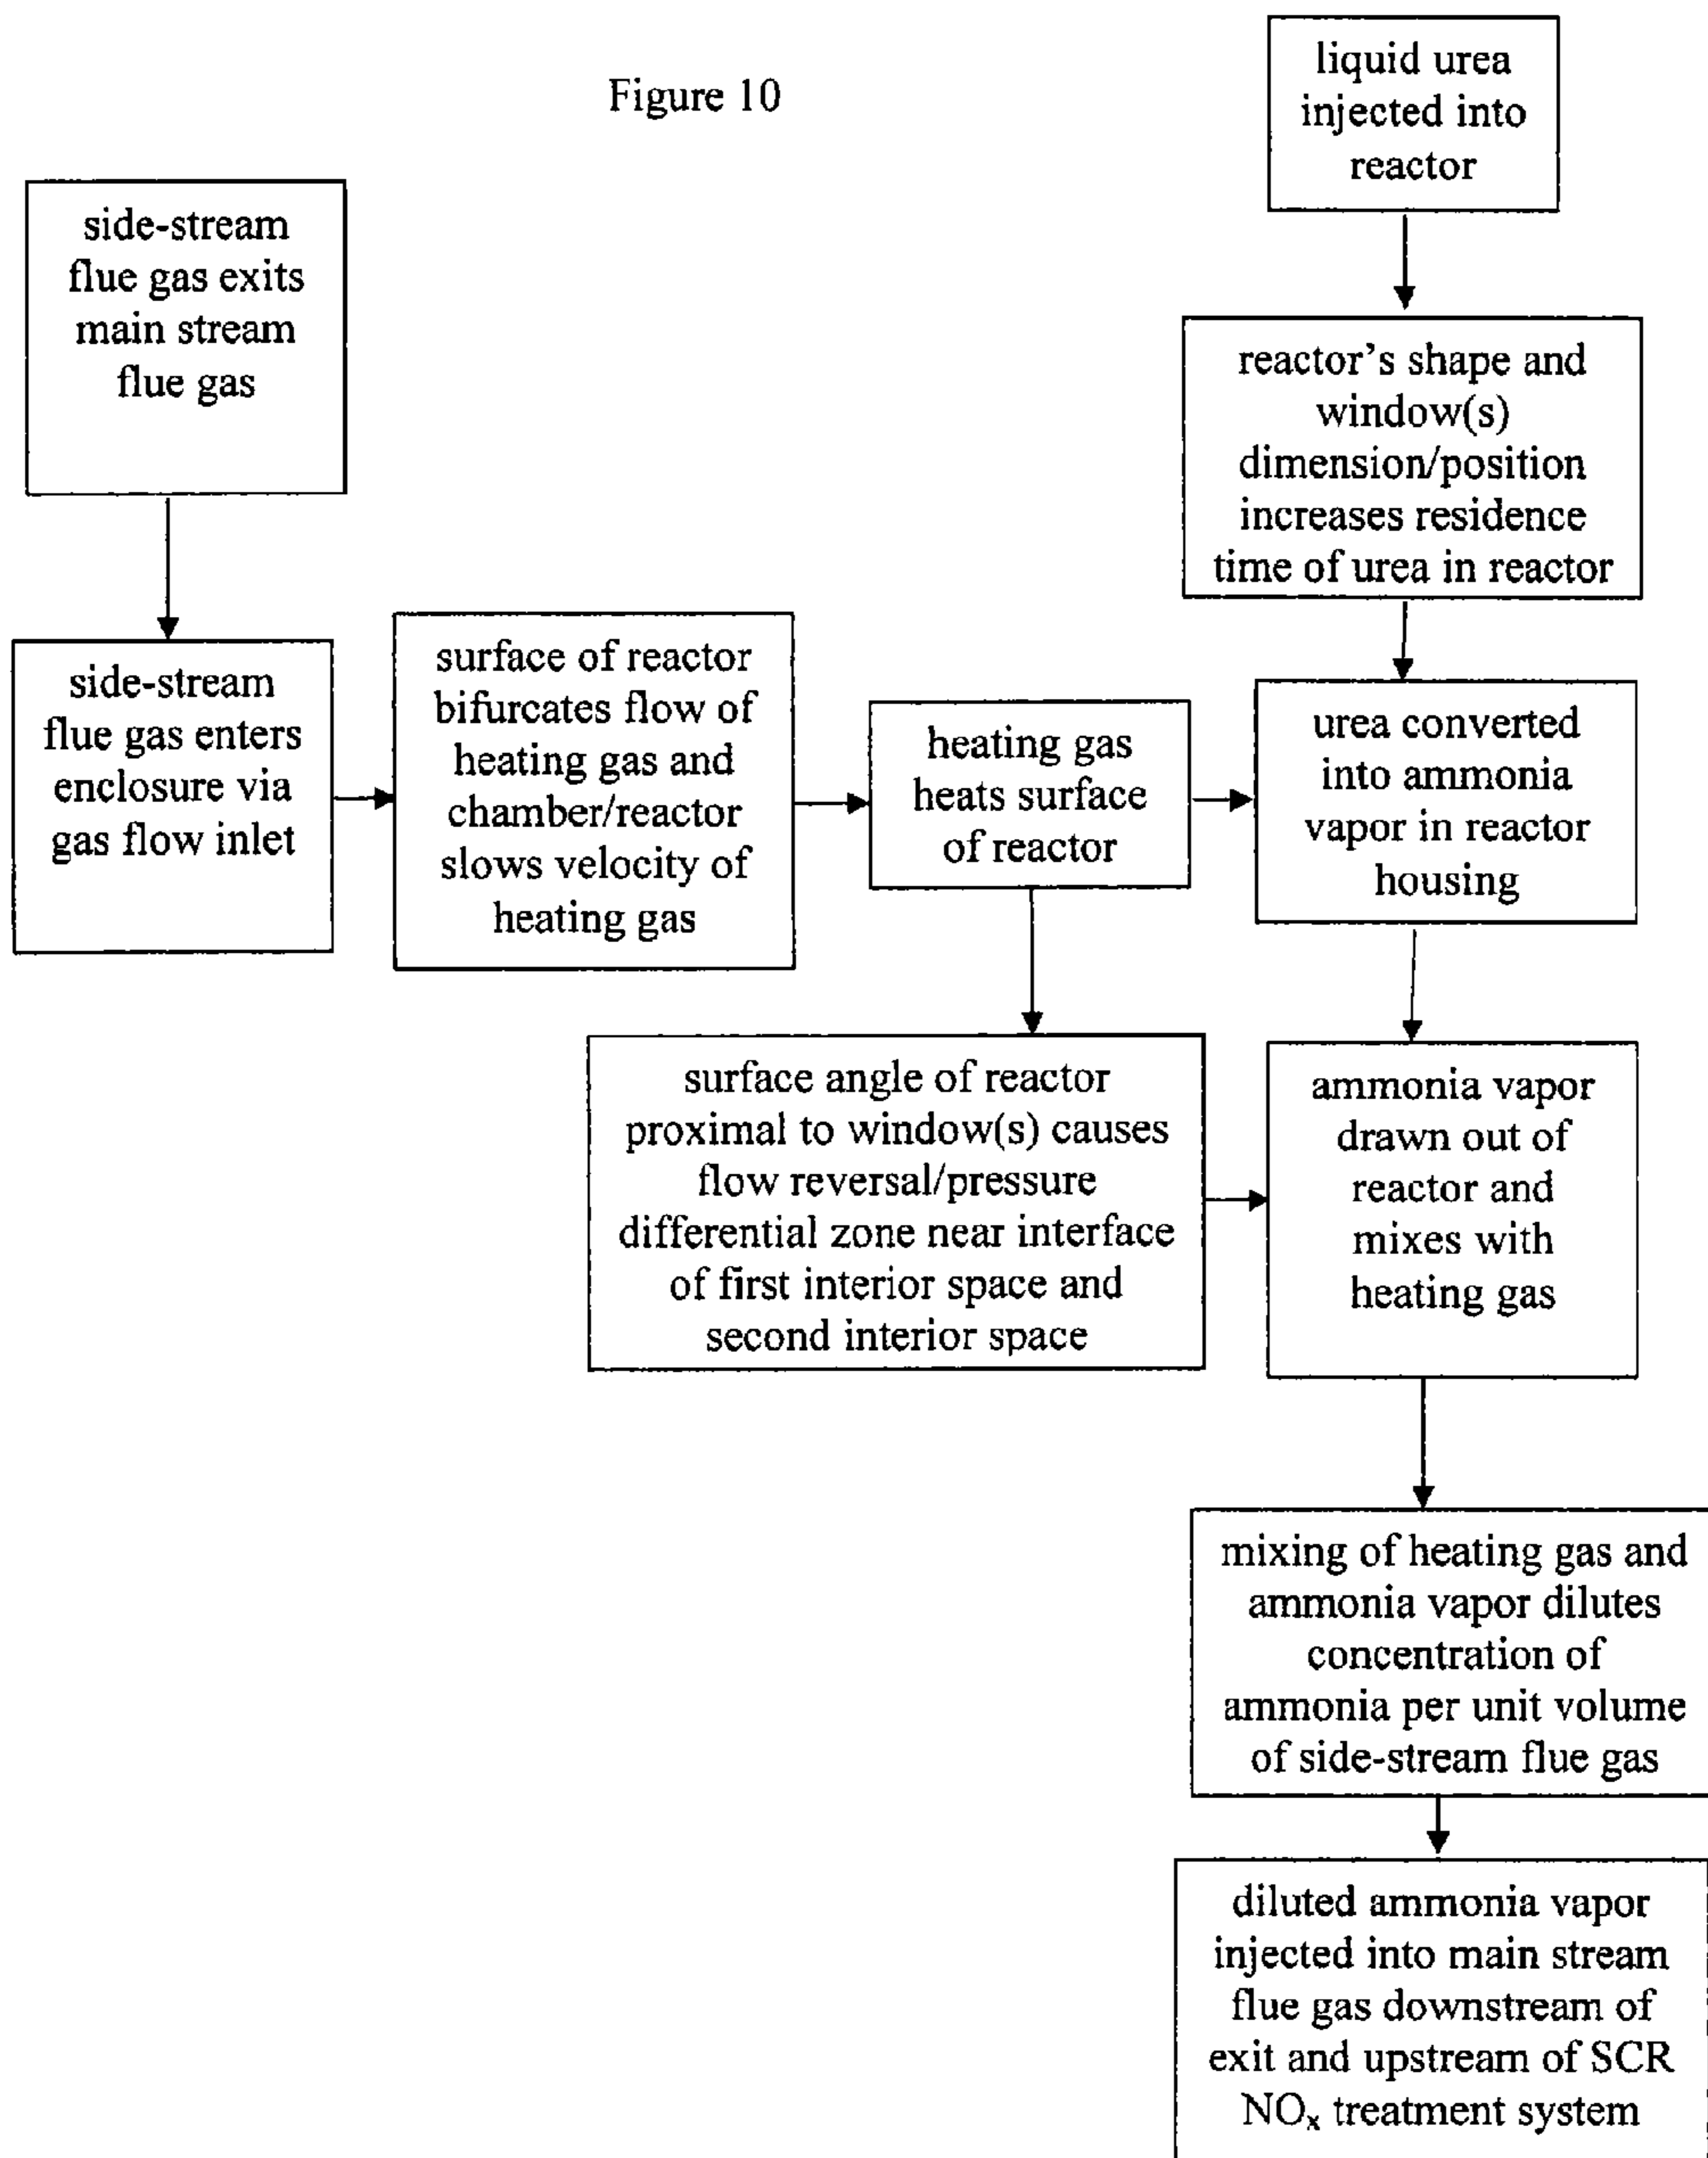 Figure 10
liquid urea
injected into
reactor
side-stream
flue gas exits
main stream
flue gas
reactor's shape and
window(s)
dimension/position
increases residence
time of urea in reactor
side-stream
flue gas enters
enclosure via
gas flow inlet
surface of reactor
bifurcates flow of
heating gas and
chamber/reactor
slows velocity of
heating gas
heating gas
heats surface
of reactor
urea converted
into ammonia
vapor in reactor
housing
surface angle of reactor
proximal to window(s) causes
flow reversal/pressure
differential zone near interface
of first interior space and
second interior space
ammonia vapor
drawn out of
reactor and
mixes with
heating gas
mixing of heating gas and
ammonia vapor dilutes
concentration of
ammonia per unit volume
of side-stream flue gas
diluted ammonia vapor
injected into main stream
flue gas downstream of
exit and upstream of SCR
NOₓ treatment system